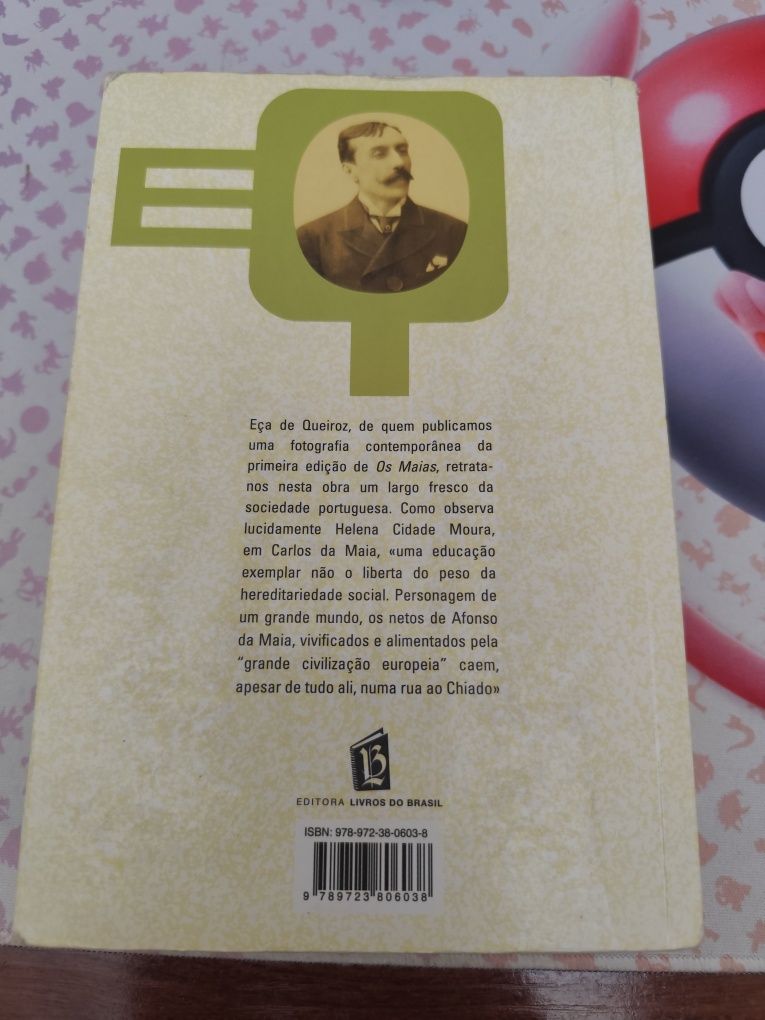 EQ
Eça de Queiroz, de quem publicamos
uma fotografia contemporânea da
primeira edição de Os Maias, retrata-
nos nesta obra um largo fresco da
sociedade portuguesa. Como observa
lucidamente Helena Cidade Moura,
em Carlos da Maia, «uma educação
exemplar não o liberta do peso da
hereditariedade social. Personagem de
um grande mundo, os netos de Afonso
da Maia, vivificados e alimentados pela
“grande civilização europeia” caem,
apesar de tudo ali, numa rua ao Chiado»
LB
EDITORA LIVROS DO BRASIL
ISBN: 978-972-38-0603-8
9 789723 806038